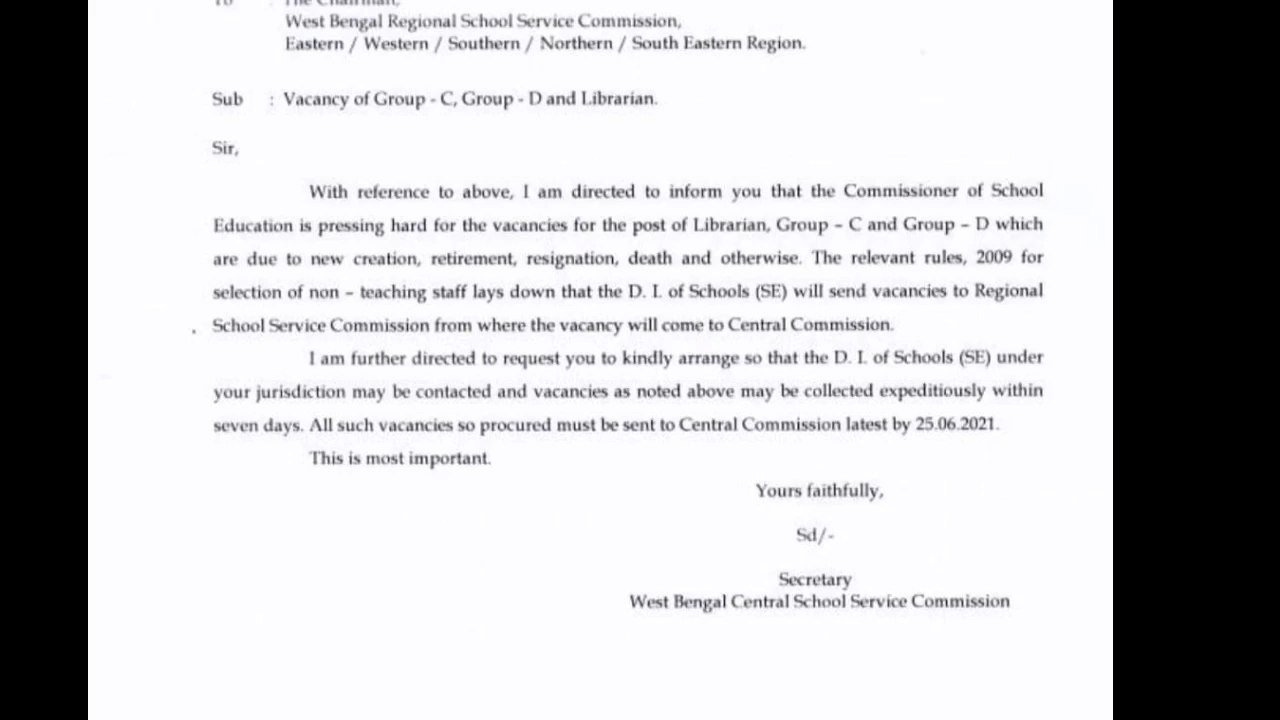 To : The Chairman,
West Bengal Regional School Service Commission,
Eastern / Western / Southern / Northern / South Eastern Region.
Sub : Vacancy of Group - C, Group - D and Librarian.
Sir,
With reference to above, I am directed to inform you that the Commissioner of School
Education is pressing hard for the vacancies for the post of Librarian, Group – C and Group – D which
are due to new creation, retirement, resignation, death and otherwise. The relevant rules, 2009 for
selection of non – teaching staff lays down that the D. I. of Schools (SE) will send vacancies to Regional
School Service Commission from where the vacancy will come to Central Commission.
I am further directed to request you to kindly arrange so that the D. I. of Schools (SE) under
your jurisdiction may be contacted and vacancies as noted above may be collected expeditiously within
seven days. All such vacancies so procured must be sent to Central Commission latest by 25.06.2021.
This is most important.
Yours faithfully,
Sd/-
Secretary
West Bengal Central School Service Commission